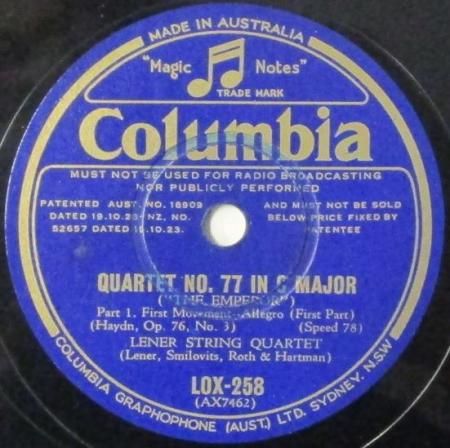 MADE IN AUSTRALIA
"Magic Notes"
TRADE MARK
Columbia
MUST NOT BE USED FOR RADIO BROADCASTING
NOR PUBLICLY PERFORMED
PATENTED AUST. NO. 18909
DATED 19.10.23-NZ. NO.
52657 DATED 15.10.23.
AND MUST NOT BE SOLD
BELOW PRICE FIXED BY
PATENTEE
QUARTET NO. 77 IN C MAJOR
("THE EMPEROR")
Part 1. First Movement—Allegro (First Part)
(Haydn, Op. 76, No. 3) (Speed 78)
LENER STRING QUARTET
(Lener, Smilovits, Roth & Hartman)
LOX-258
(AX7462)
COLUMBIA GRAPHOPHONE (AUST.) LTD. SYDNEY. N.S.W.